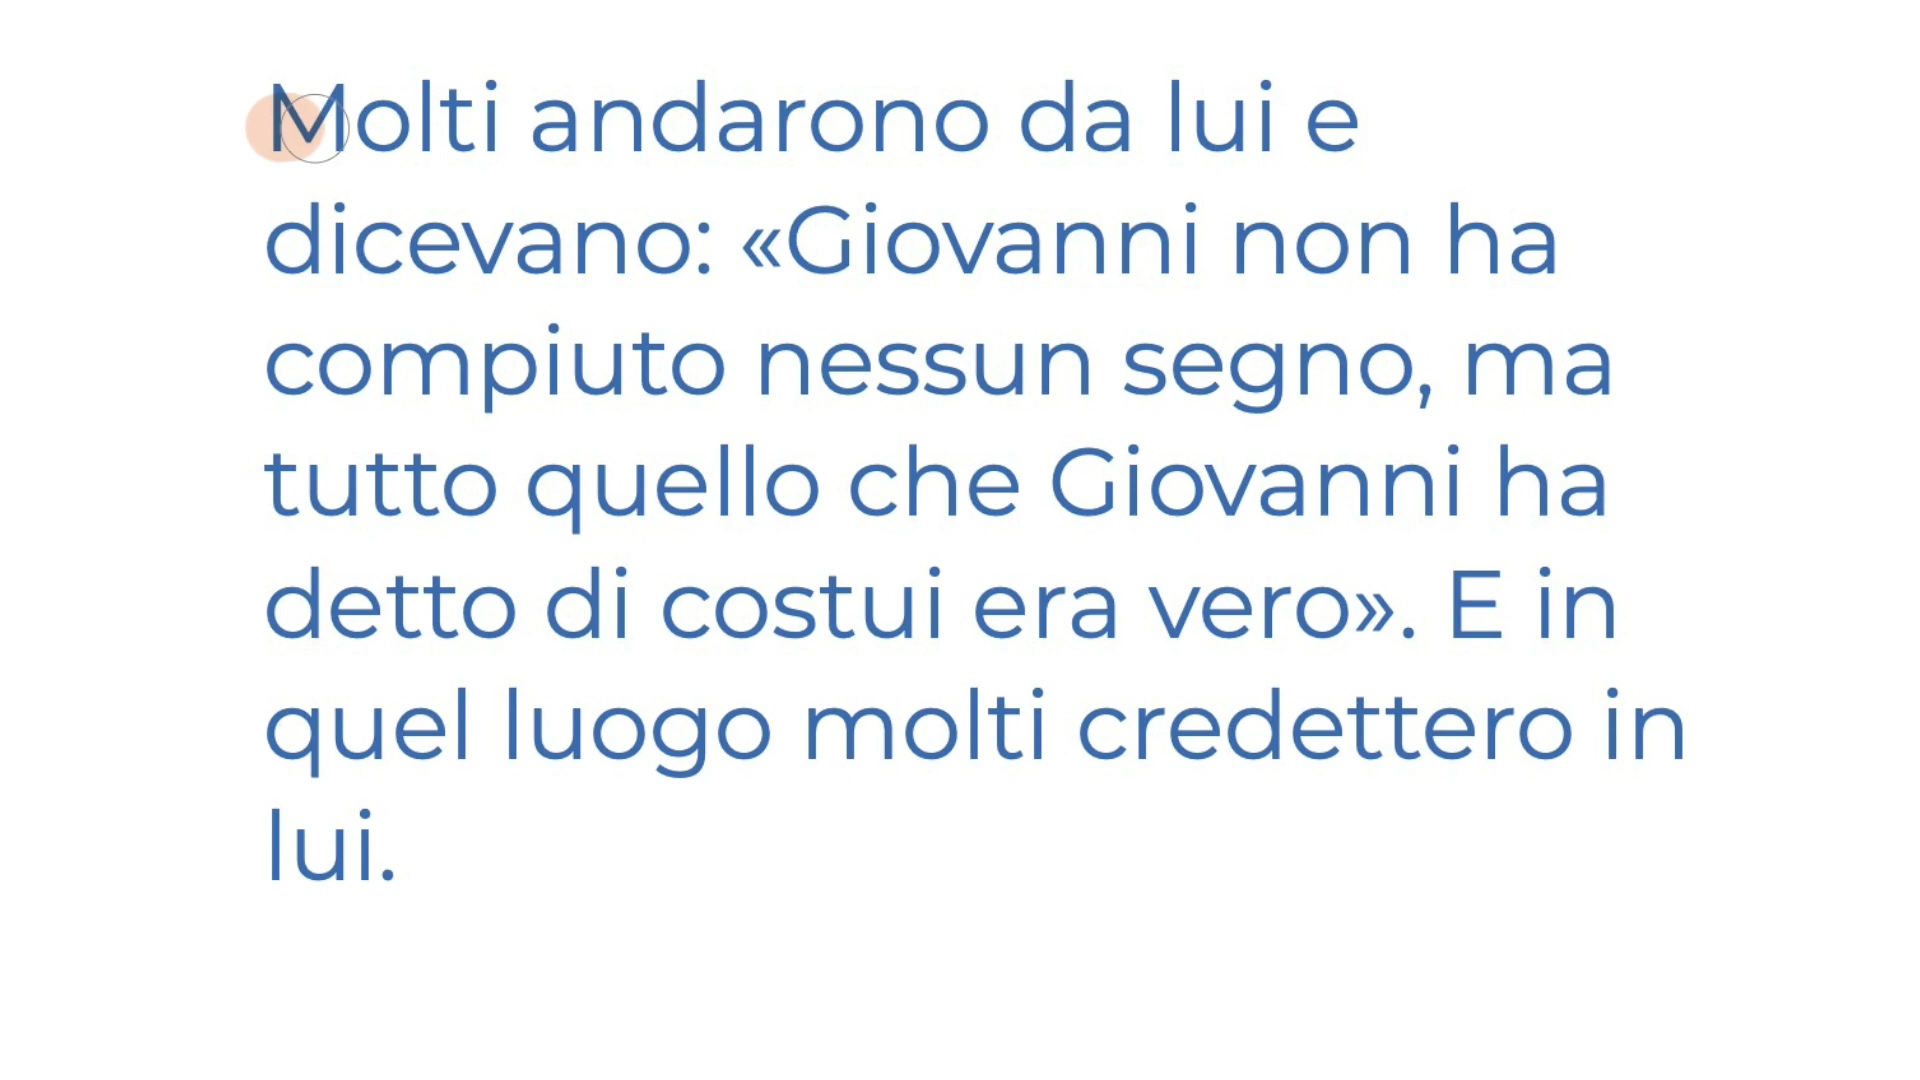 Molti andarono da lui e
dicevano: «Giovanni non ha
compiuto nessun segno, ma
tutto quello che Giovanni ha
detto di costui era vero». E in
quel luogo molti credettero in
lui.